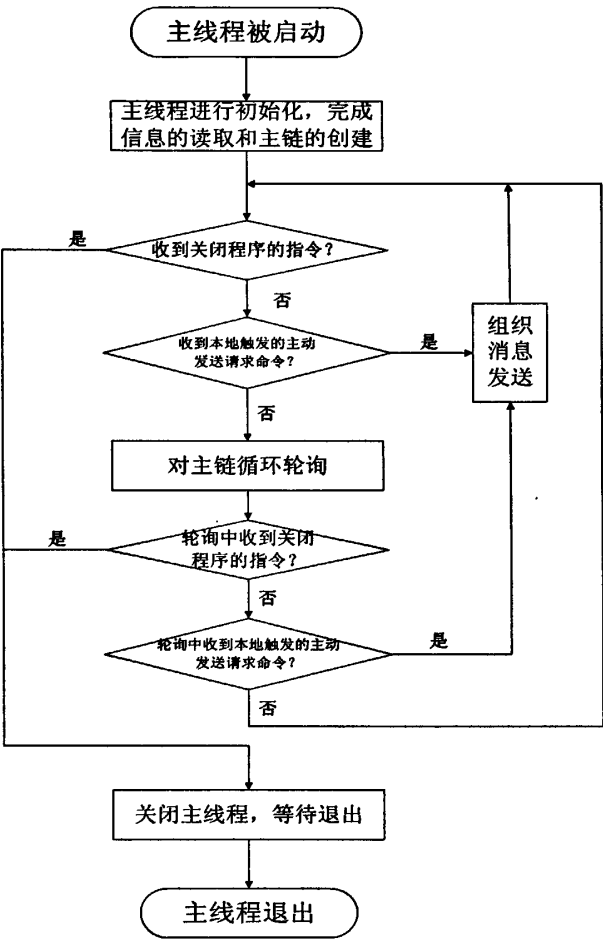 主线程被启动
主线程进行初始化，完成
信息的读取和主链的创建
是
收到关闭程序的指令？
否
收到本地触发的主动
发送请求命令？
是
组织
消息
发送
否
对主链循环轮询
是
轮询中收到关闭
程序的指令？
否
轮询中收到本地触发的主动
发送请求命令？
是
否
关闭主线程，等待退出
主线程退出